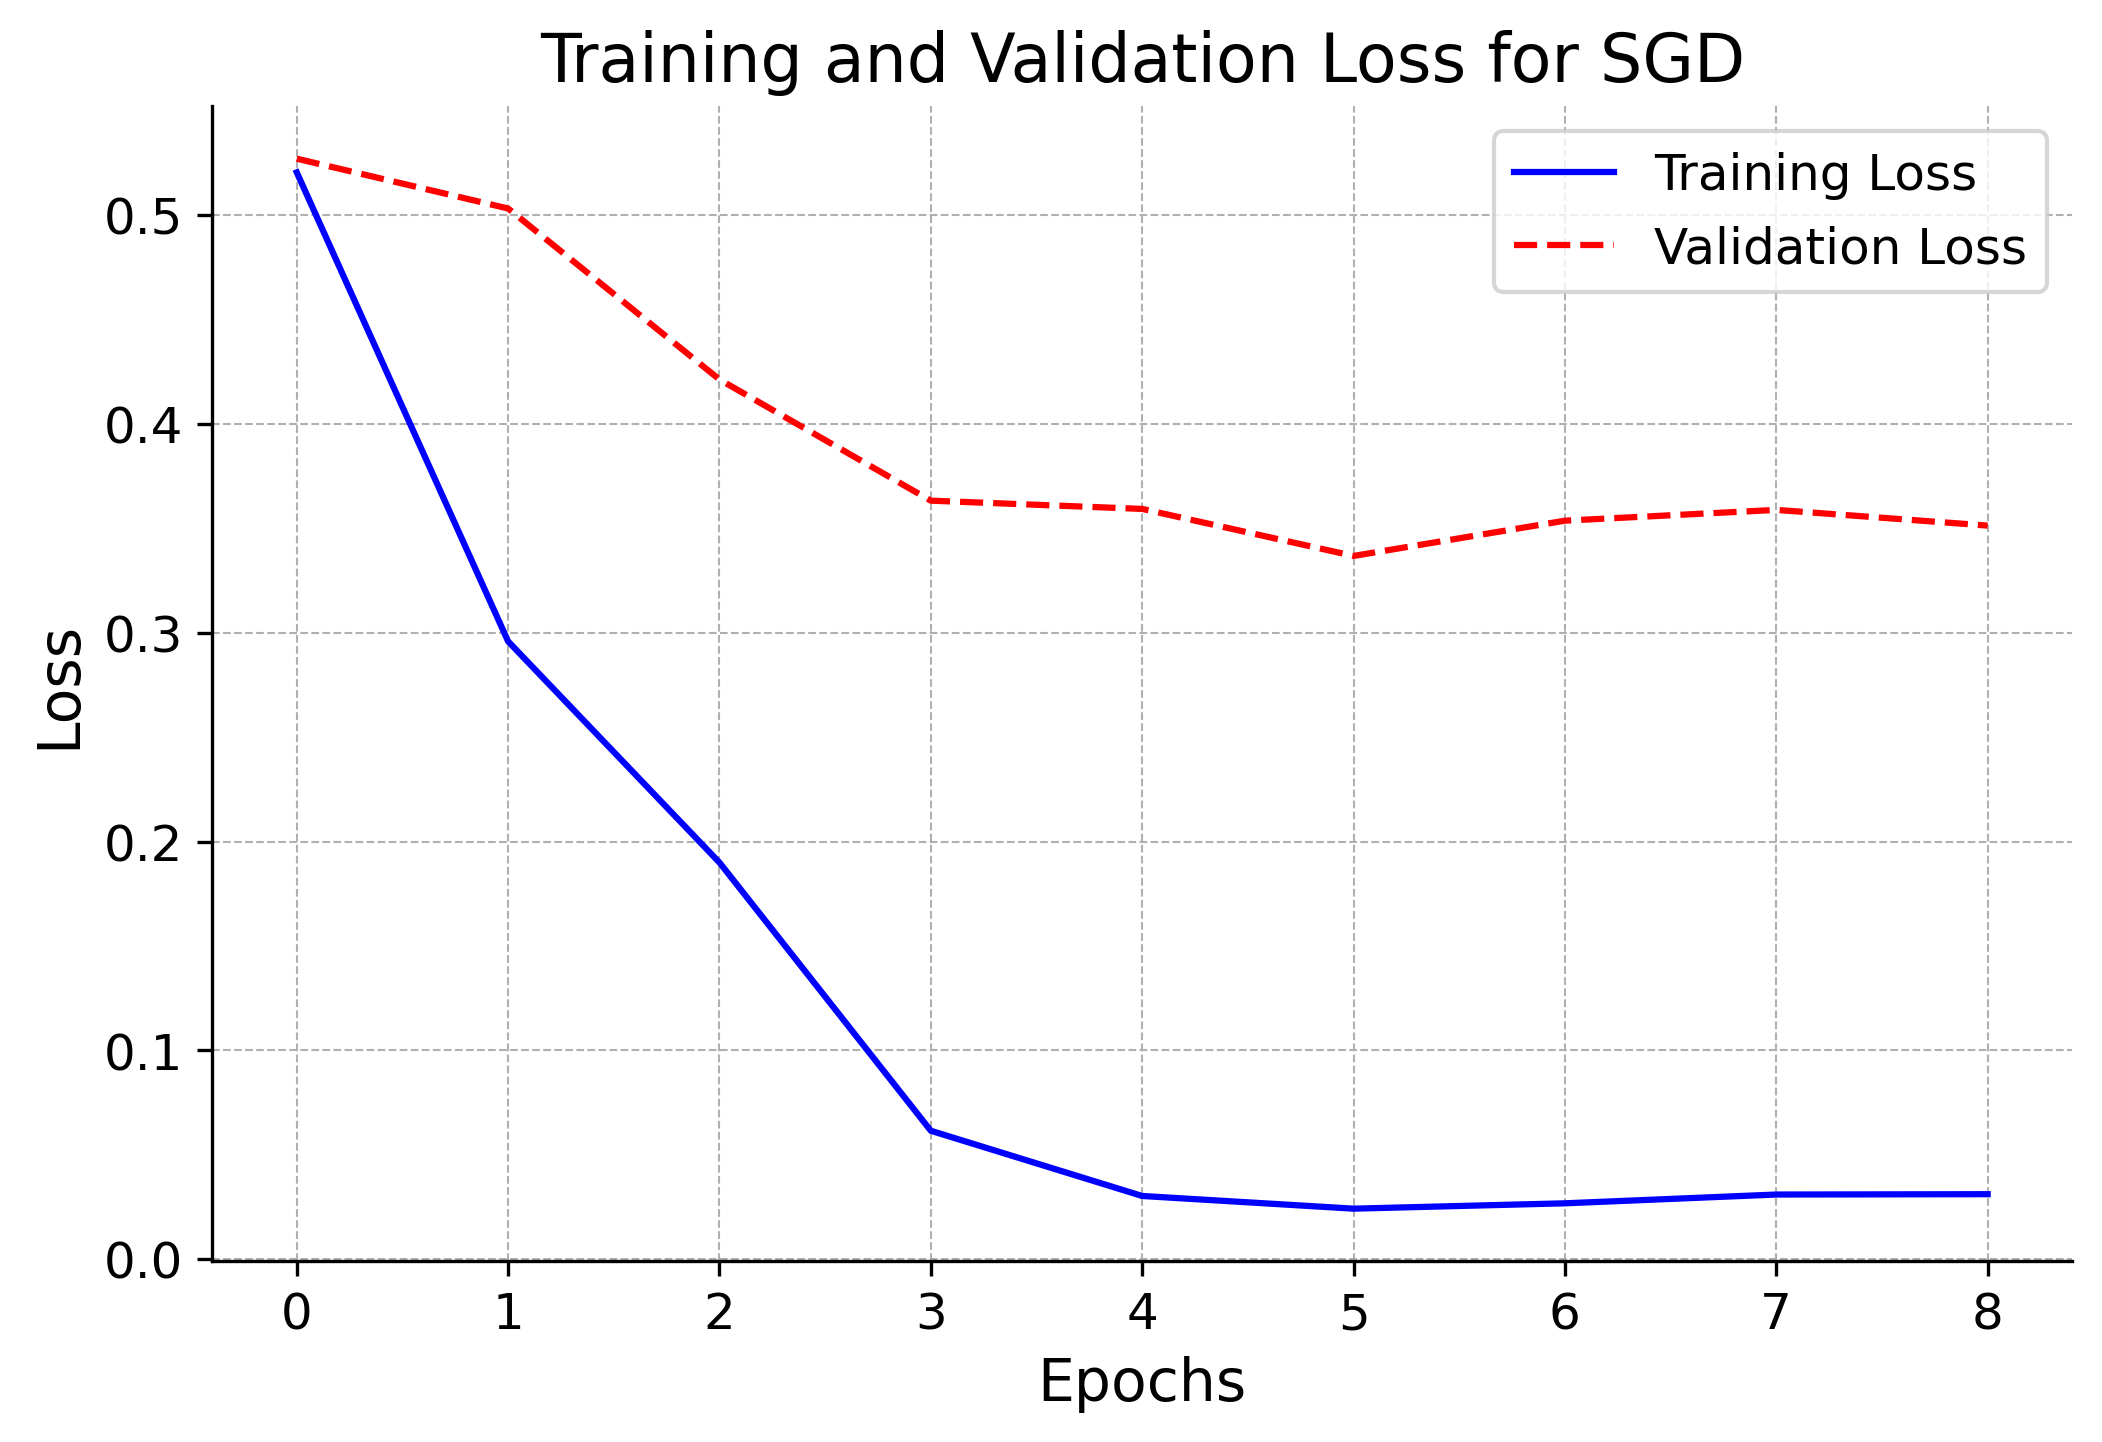 Training and Validation Loss for SGD
Training Loss
Validation Loss
0.5
0.4
0.3
0.2
0.1
0.0
Loss
0 1 2 3 4 5 6 7 8
Epochs